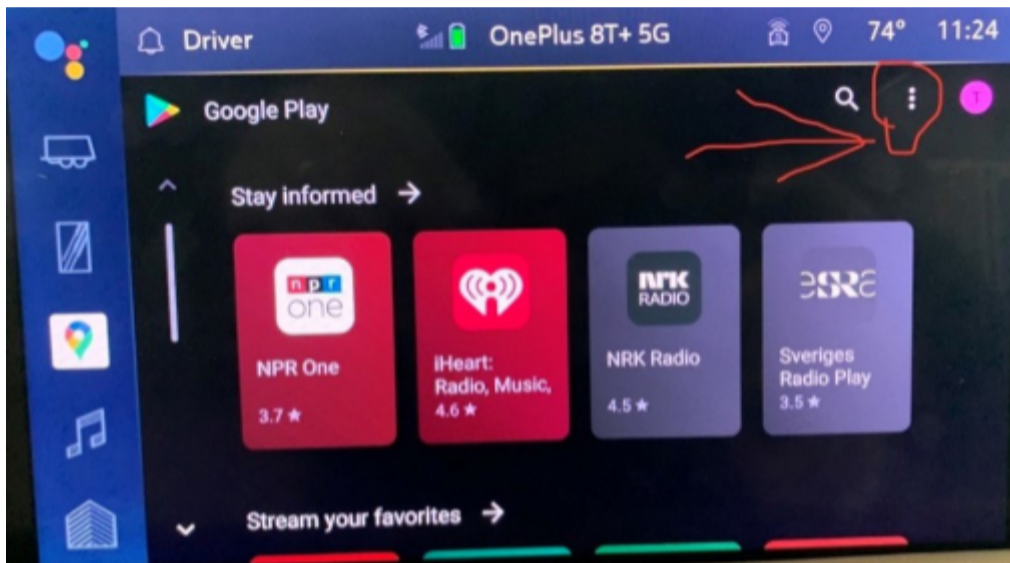 Driver
OnePlus 8T+ 5G
74° 11:24
Google Play
T
Stay informed →
npr
one
NPR One
3.7 ★
iHeart:
Radio, Music,
4.6 ★
NRK
RADIO
NRK Radio
4.5 ★
Sveriges
Radio Play
3.5 ★
Stream your favorites →